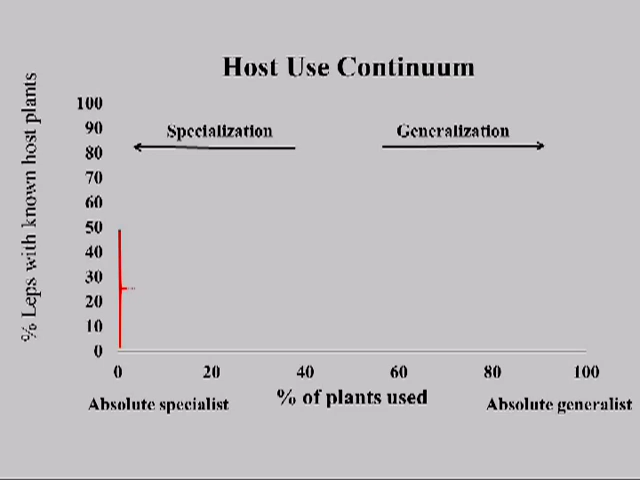 Host Use Continuum
% Leps with known host plants
100
90
80
70
60
50
40
30
20
10
0
Specialization
Generalization
0 20 40 60 80 100
Absolute specialist
% of plants used
Absolute generalist